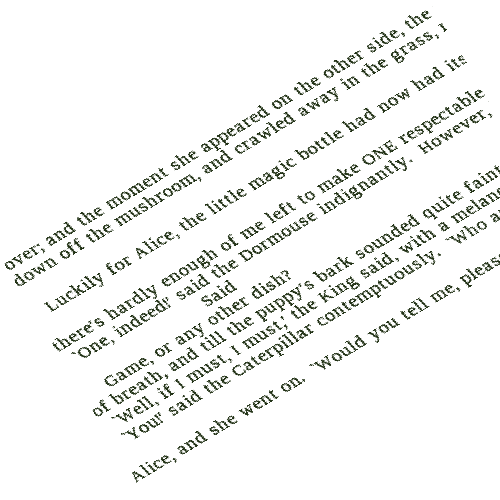 over; and the moment she appeared on the other side, the
down off the mushroom, and crawled away in the grass,
Luckily for Alice, the little magic bottle had now had its
there's hardly enough of me left to make ONE respectable
`One, indeed!' said the Dormouse indignantly. However,
Said
Game, or any other dish?
of breath, and till the puppy's bark sounded quite faint
`Well, if I must, I must,' the King said, with a
`You!' said the Caterpillar contemptuously. `Who
Alice, and she went on. `Would you tell me,